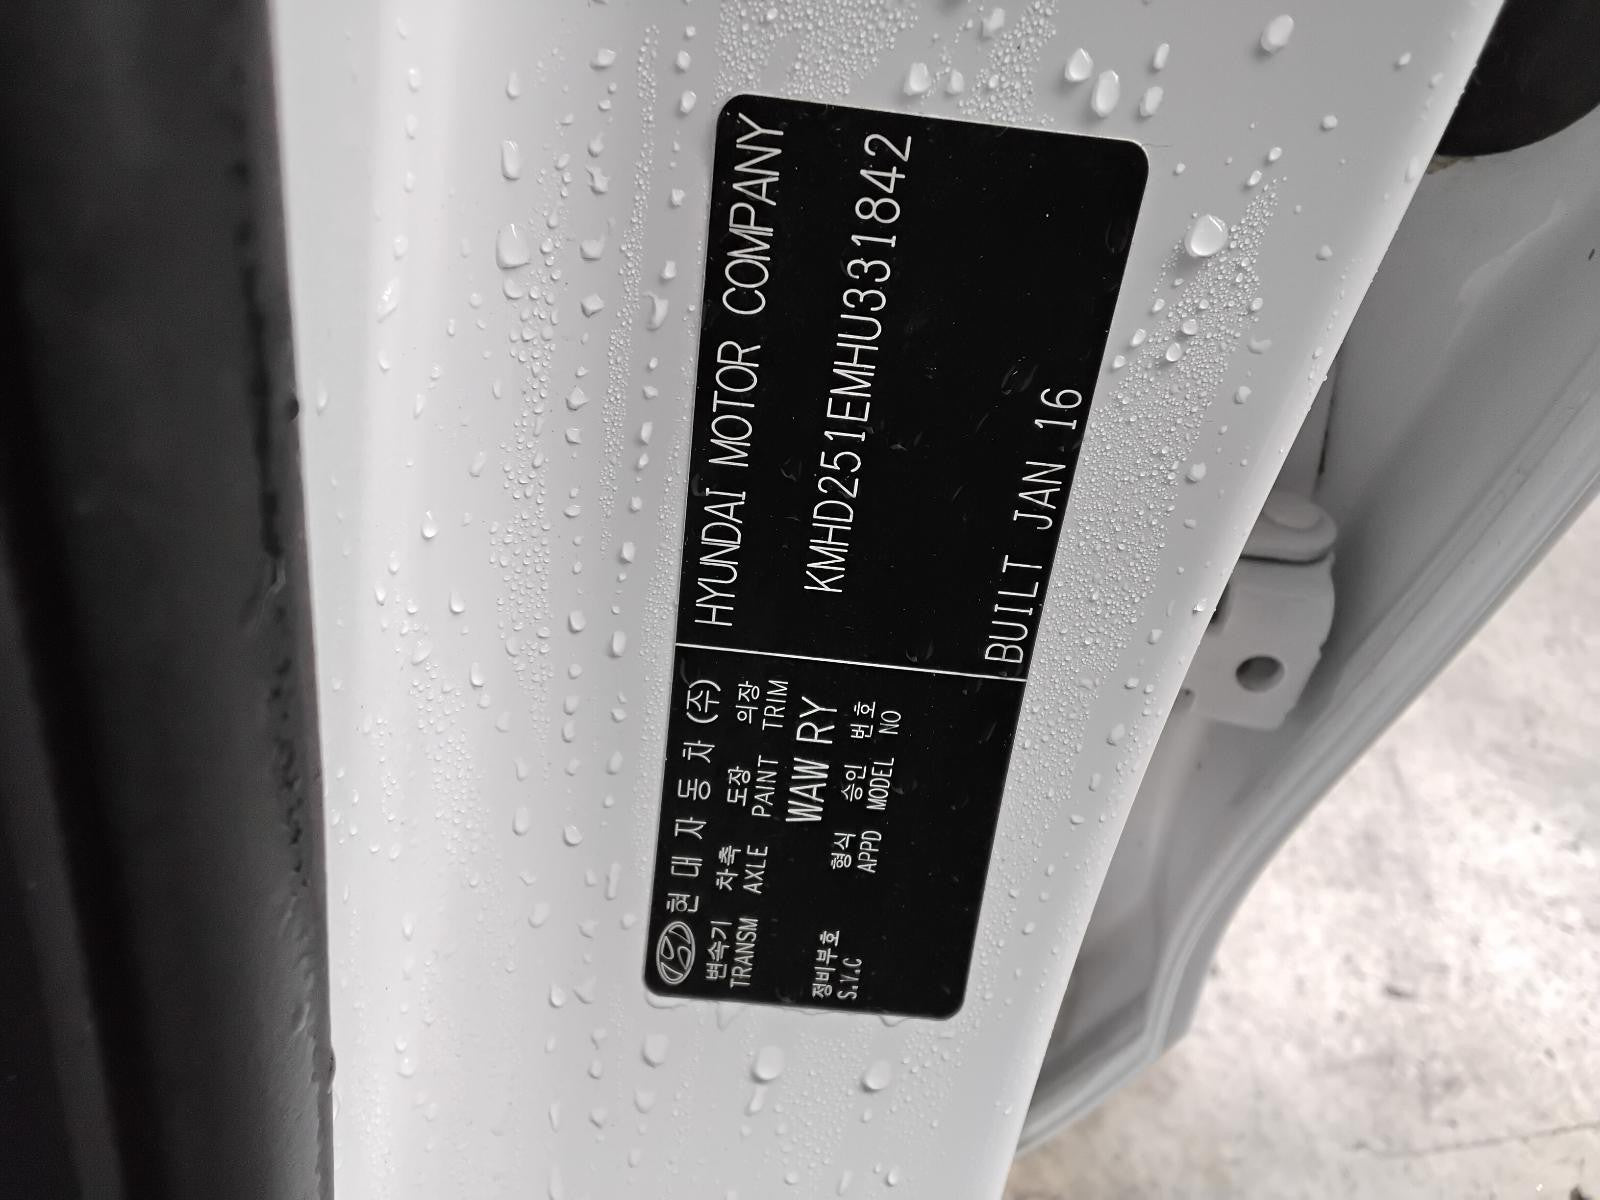 현대자동차(주)
변속기 차축 도장 의장
TRANSM AXLE PAINT TRIM
WAW RY
정비부호 형식 승인 번호
S.V.C APPD MODEL NO
HYUNDAI MOTOR COMPANY
KMHD251EMHU331842
BUILT JAN 16